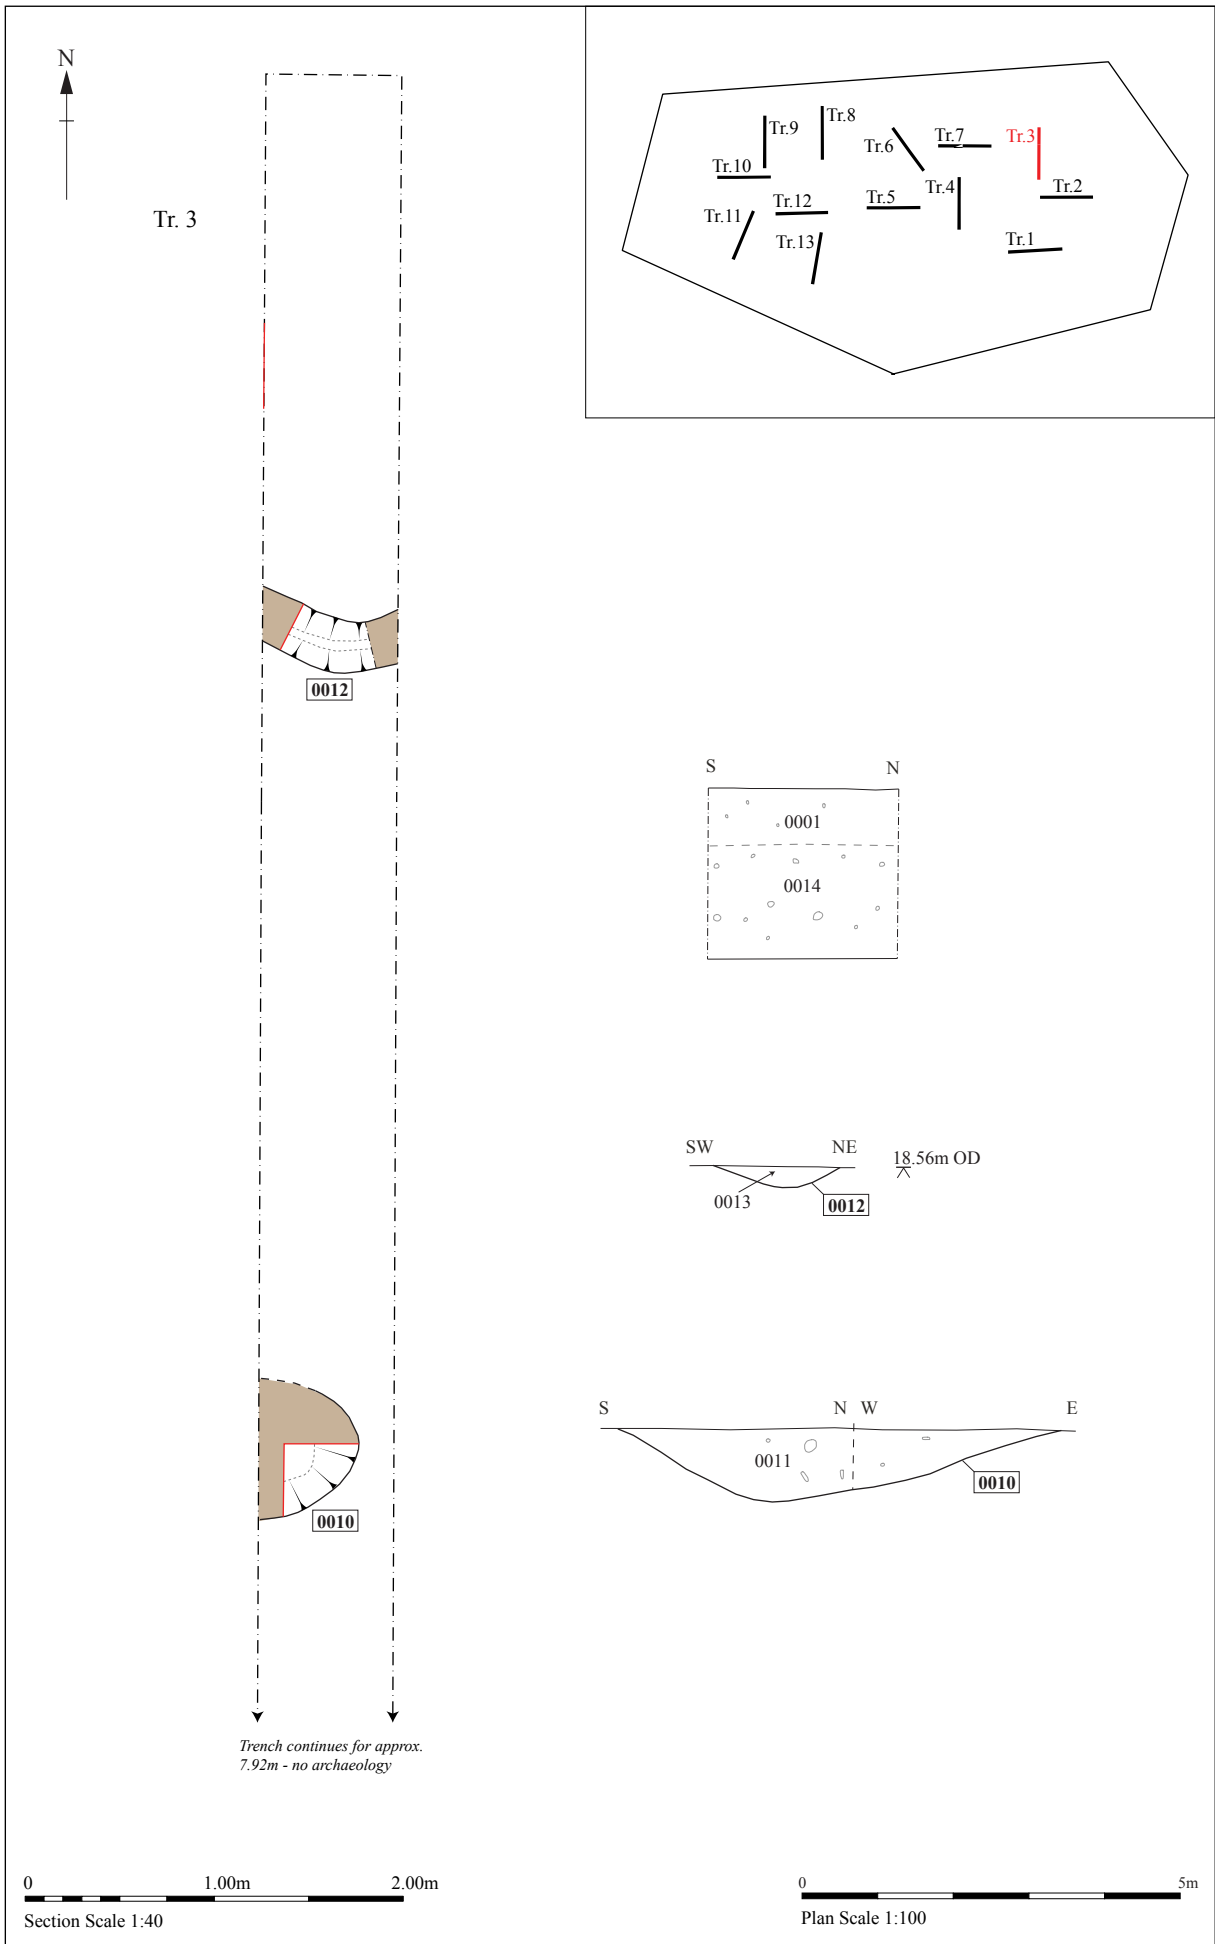 N
Tr. 3
Tr.9
Tr.8
Tr.6
Tr.7
Tr.3
Tr.10
Tr.4
Tr.2
Tr.11
Tr.12
Tr.5
Tr.13
Tr.1
0012
S N
0001
0014
SW NE
18.56m OD
0013
0012
S N W E
0011
0010
0010
Trench continues for approx.
7.92m - no archaeology
0 1.00m 2.00m
Section Scale 1:40
0 5m
Plan Scale 1:100